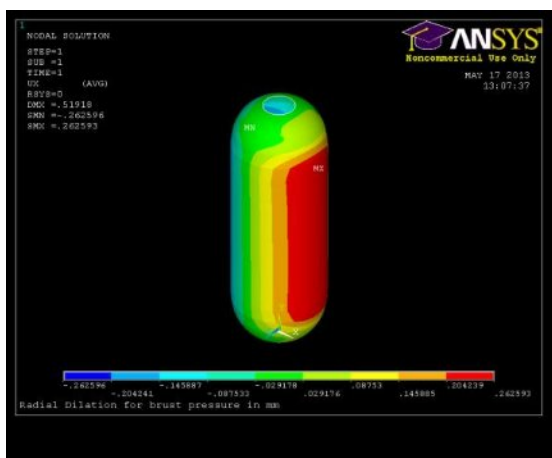 1
NODAL SOLUTION
STEP=1
SUB =1
TIME=1
UX (AVG)
RSYS=0
DMX =.51918
SMN =-.262596
SMX =.262593
ANSYS
Noncommercial Use Only
MAY 17 2013
13:07:37
MN
MX
X
-.262596 -.145887 -.029178 .08753 .204239
-.204241 -.087533 .029176 .145885 .262593
Radial Dilation for brust pressure in mm